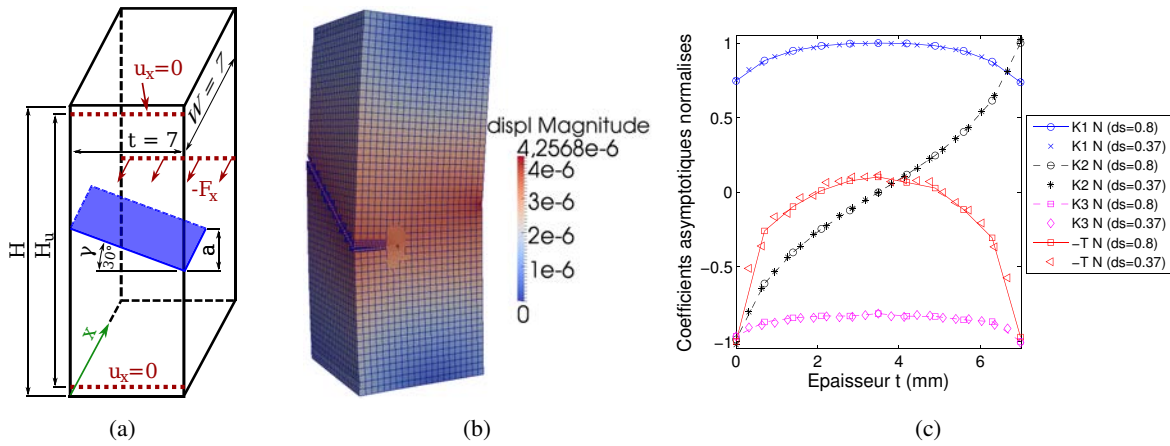 u_x=0
W = 7
t = 7
-F_x
H
H_u
γ
30°
a
x
u_x=0
(a)
displ Magnitude
4,2568e-6
4e-6
3e-6
2e-6
1e-6
0
(b)
Coefficients asymptotiques normalises
1
0.5
0
−0.5
−1
0
2
4
6
Epaisseur t (mm)
K1 N (ds=0.8)
K1 N (ds=0.37)
K2 N (ds=0.8)
K2 N (ds=0.37)
K3 N (ds=0.8)
K3 N (ds=0.37)
−T N (ds=0.8)
−T N (ds=0.37)
(c)